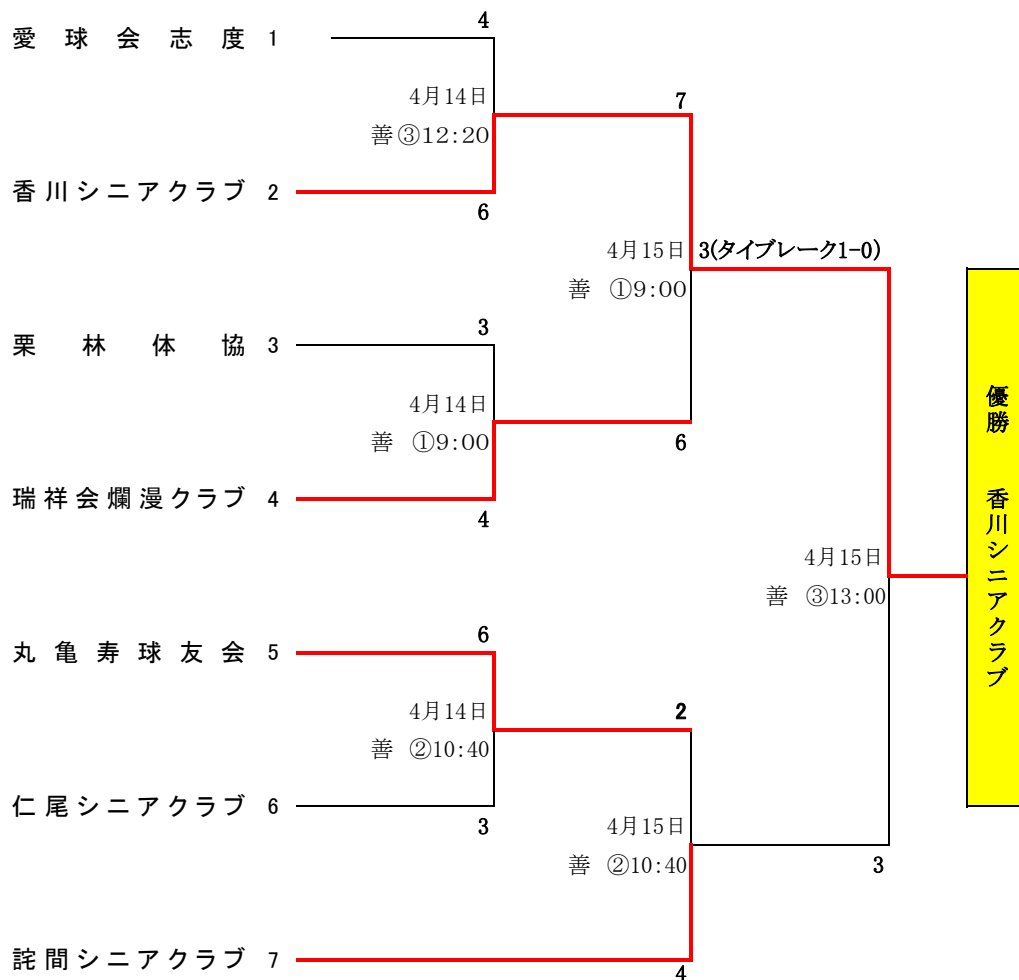 4
愛球会志度 1
4月14日
7
善③12:20
香川シニアクラブ 2
6
4月15日 3(タイブレーク1-0)
善 ①9:00
3
栗林体協 3
4月14日
善 ①9:00
6
瑞祥会爛漫クラブ 4
4
優勝 香川シニアクラブ
4月15日
善 ③13:00
6
丸亀寿球友会 5
4月14日
2
善 ②10:40
仁尾シニアクラブ 6
3
4月15日
善 ②10:40
3
詫間シニアクラブ 7
4